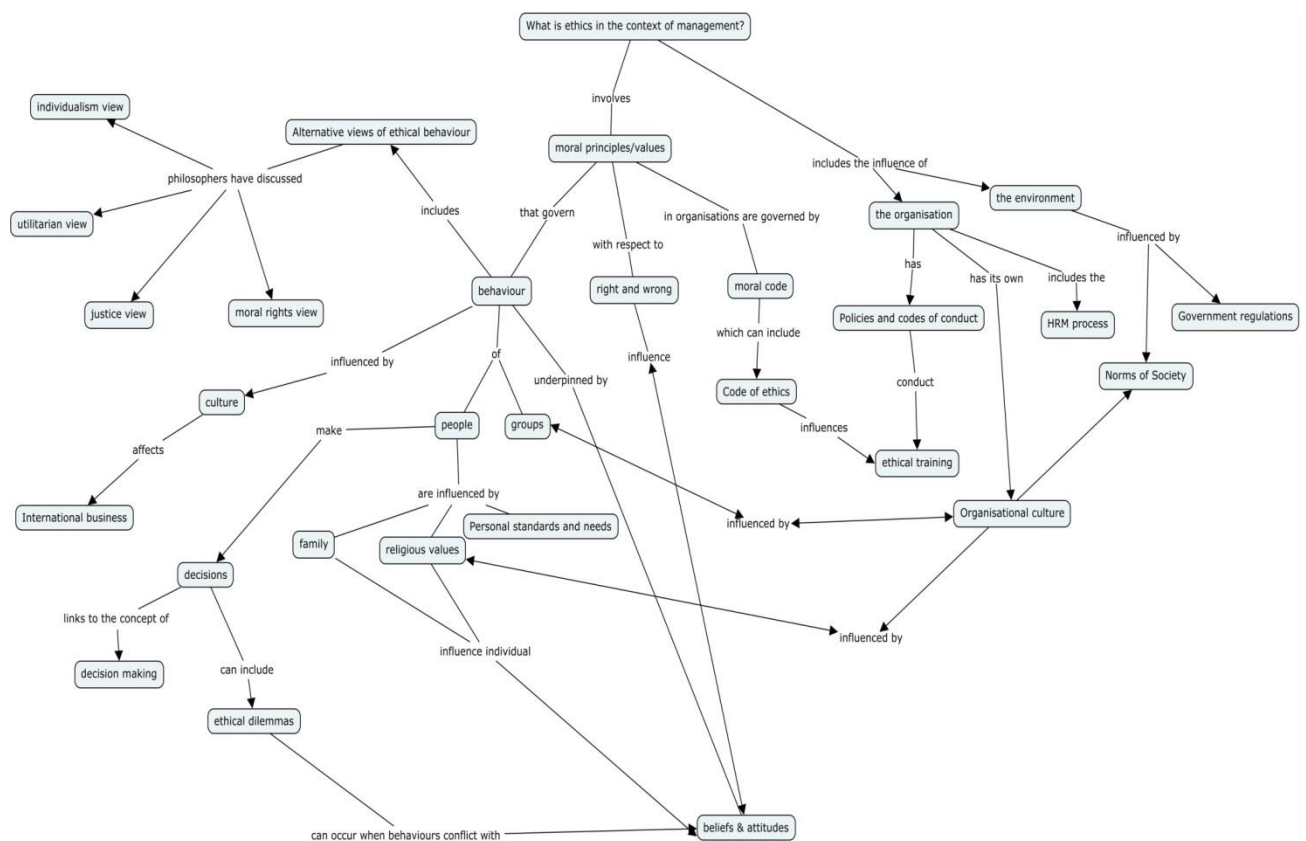 What is ethics in the context of management?
individualism view
involves
Alternative views of ethical behaviour
moral principles/values
includes the influence of
philosophers have discussed
the environment
utilitarian view
includes
that govern
in organisations are governed by
the organisation
with respect to
influenced by
has
has its own
includes the
behaviour
right and wrong
moral code
justice view
moral rights view
Policies and codes of conduct
HRM process
Government regulations
which can include
influenced by
of
influence
underpinned by
conduct
Norms of Society
Code of ethics
culture
people
groups
make
influences
affects
ethical training
are influenced by
International business
Personal standards and needs
influenced by
Organisational culture
family
religious values
decisions
links to the concept of
influence individual
influenced by
decision making
can include
ethical dilemmas
beliefs & attitudes
can occur when behaviours conflict with